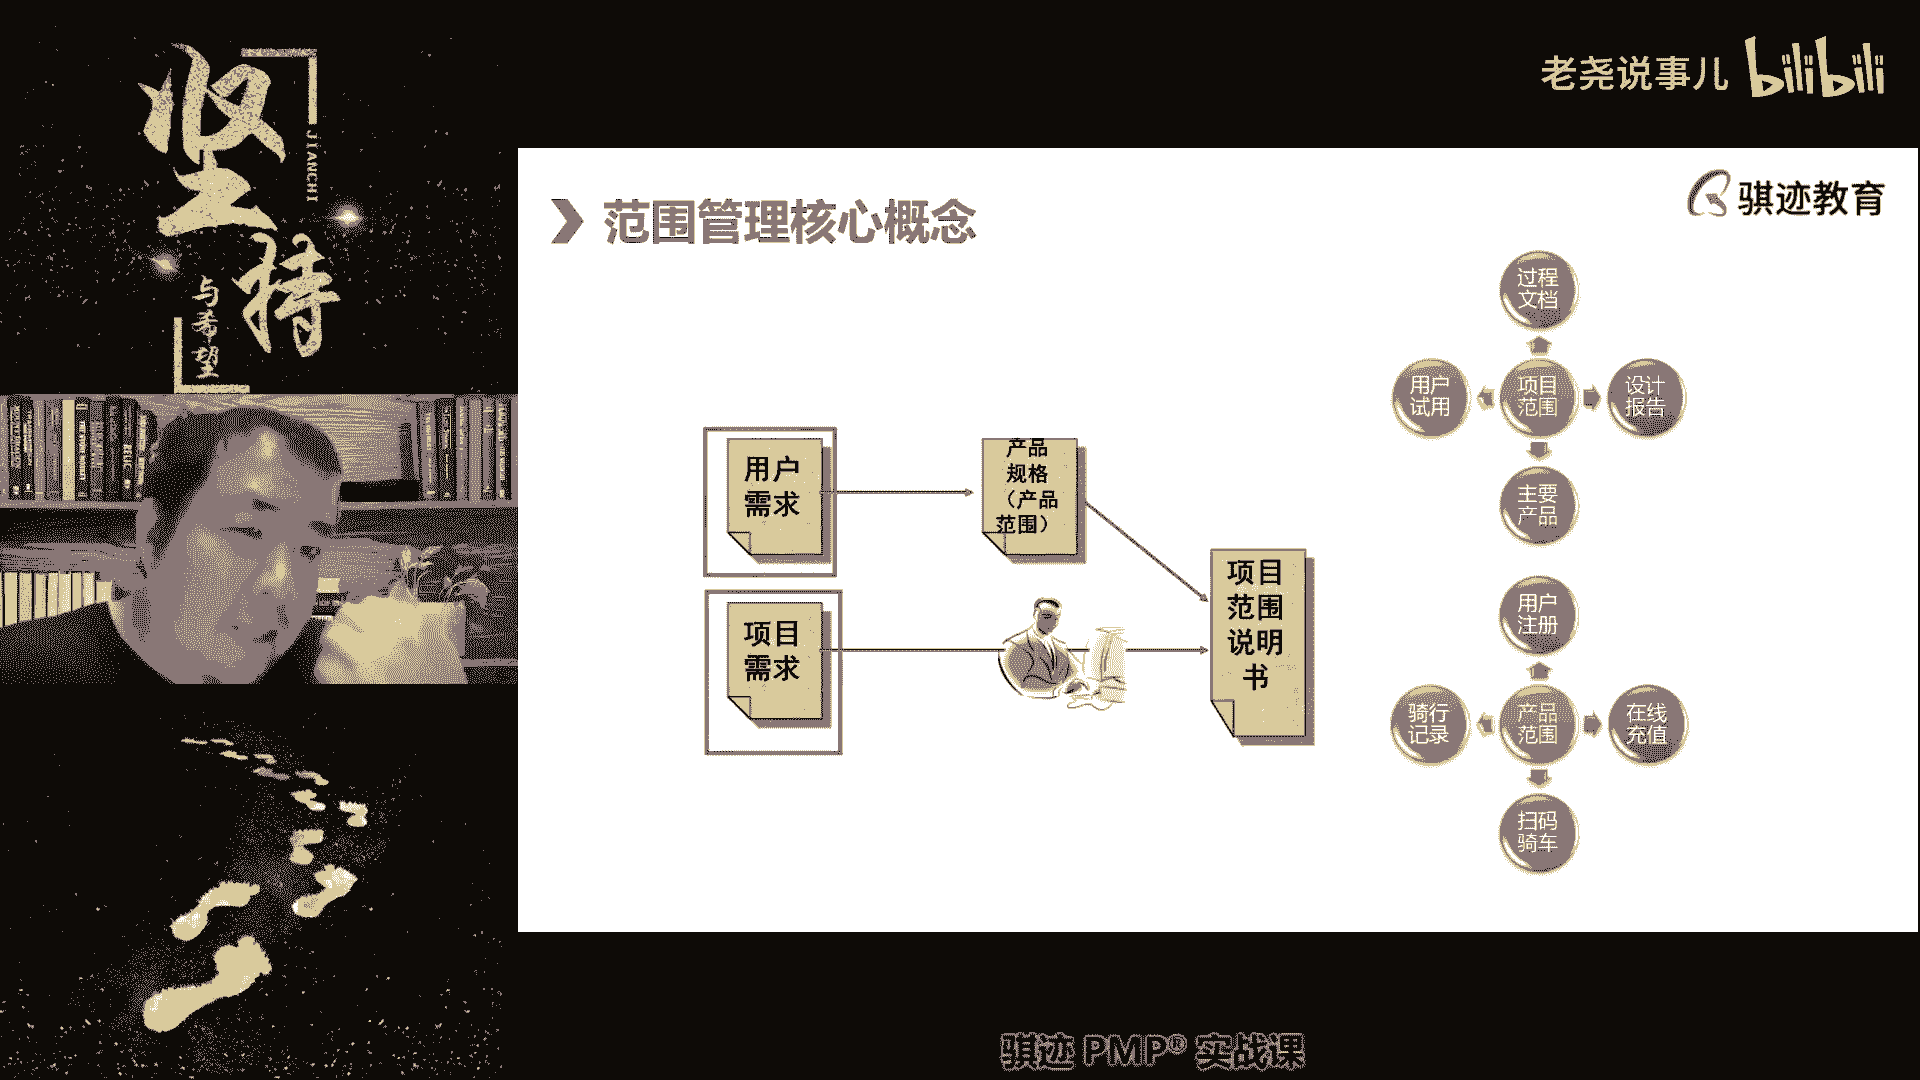 坚持
JIANCHI
与希望
老尧说事儿 bilibili
骐迹教育
范围管理核心概念
用户
需求
产品
规格
（产品
范围）
项目
需求
项目
范围
说明
书
过程
文档
用户
试用
项目
范围
设计
报告
主要
产品
用户
注册
骑行
记录
产品
范围
在线
充值
扫码
骑车
骐迹 PMP® 实战课